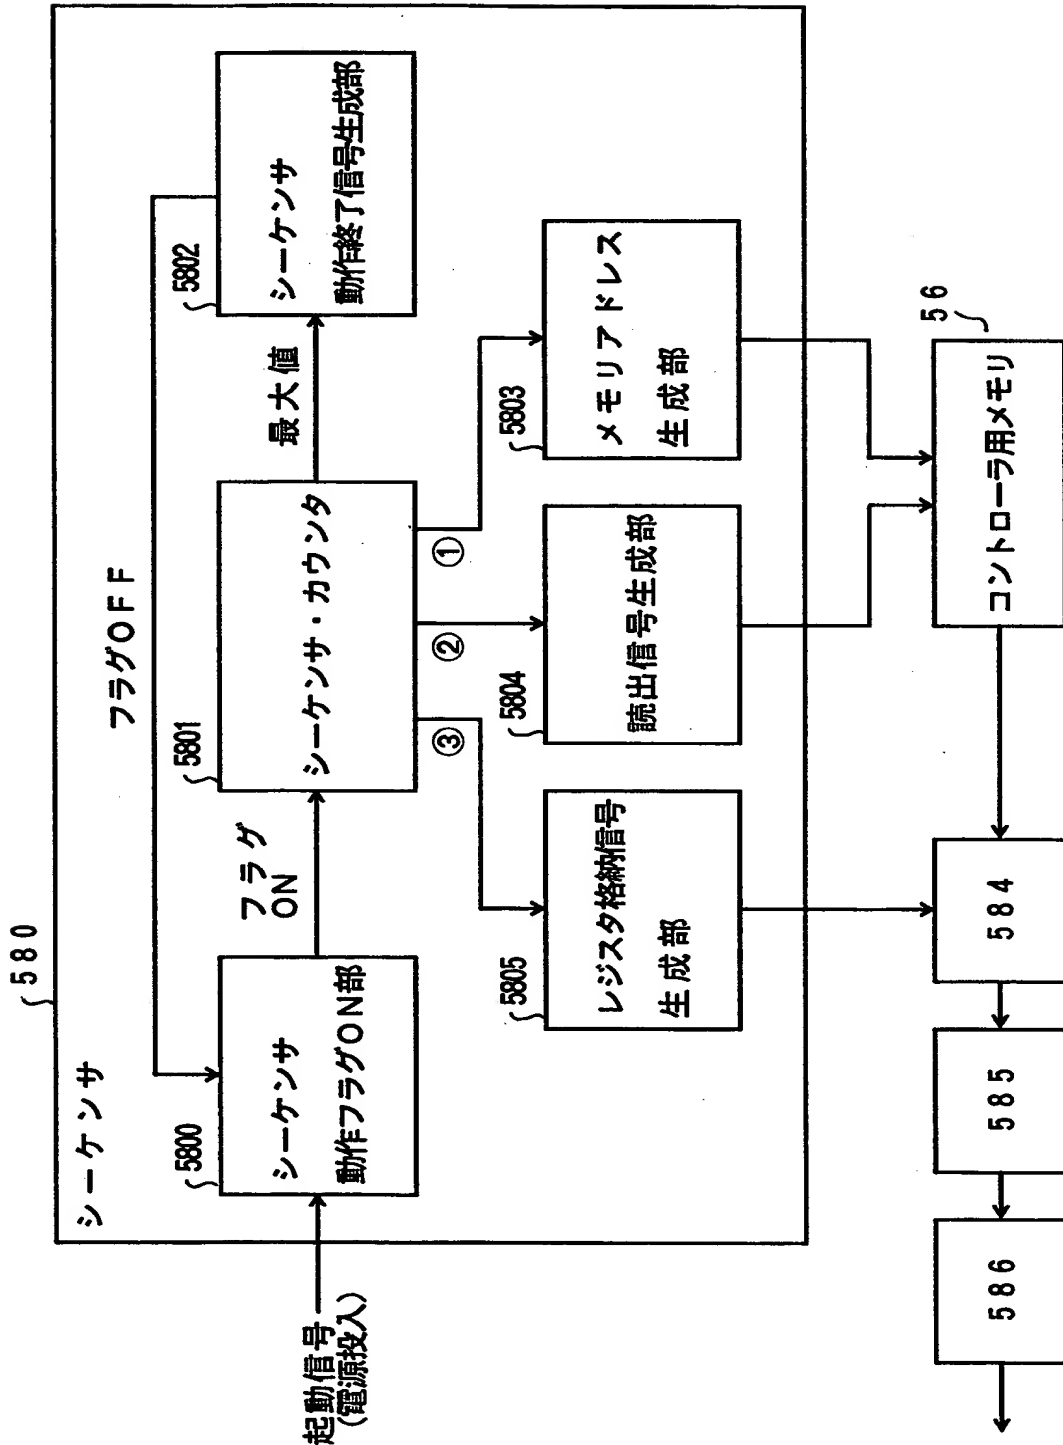 シーケンサ
580
フラグOFF
5800
シーケンサ
動作フラグON部
起動信号
(電源投入)
フラグ
ON
5801
シーケンサ・カウンタ
最大値
5802
シーケンサ
動作終了信号生成部
③
②
①
5805
レジスタ格納信号
生成部
5804
読出信号生成部
5803
メモリアドレス
生成部
586
585
584
コントローラ用メモリ
56